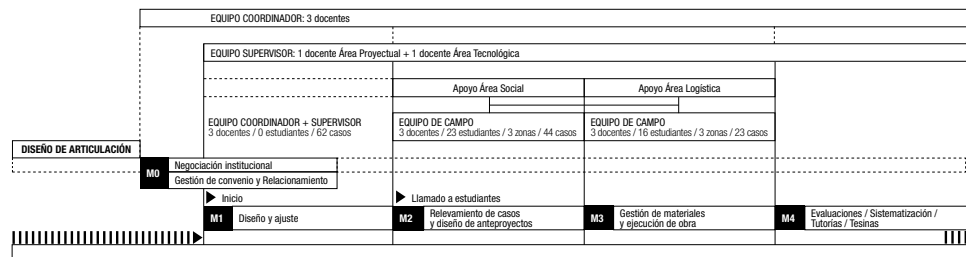 EQUIPO COORDINADOR: 3 docentes
EQUIPO SUPERVISOR: 1 docente Área Proyectual + 1 docente Área Tecnológica
Apoyo Área Social
Apoyo Área Logística
EQUIPO COORDINADOR + SUPERVISOR
3 docentes / 0 estudiantes / 62 casos
EQUIPO DE CAMPO
3 docentes / 23 estudiantes / 3 zonas / 44 casos
EQUIPO DE CAMPO
3 docentes / 16 estudiantes / 3 zonas / 23 casos
DISEÑO DE ARTICULACIÓN
M0
Negociación institucional
Gestión de convenio y Relacionamiento
Inicio
Llamado a estudiantes
M1
Diseño y ajuste
M2
Relevamiento de casos
y diseño de anteproyectos
M3
Gestión de materiales
y ejecución de obra
M4
Evaluaciones / Sistematización /
Tutorías / Tesinas